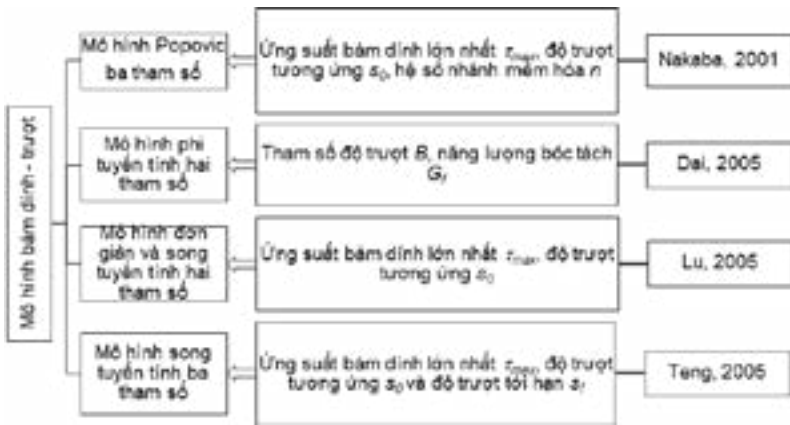 Mô hình bám dính - trượt
Mô hình Popovic
ba tham số
Ứng suất bám dính lớn nhất τmax, độ trượt
tương ứng s0, hệ số nhánh mềm hóa n
Nakaba, 2001
Mô hình phi
tuyến tính hai
tham số
Tham số độ trượt B, năng lượng bóc tách
Gf
Dai, 2005
Mô hình đơn
giản và song
tuyến tính hai
tham số
Ứng suất bám dính lớn nhất τmax, độ trượt
tương ứng s0
Lu, 2005
Mô hình song
tuyến tính ba
tham số
Ứng suất bám dính lớn nhất τmax, độ trượt
tương ứng s0 và độ trượt tới hạn sf
Teng, 2005